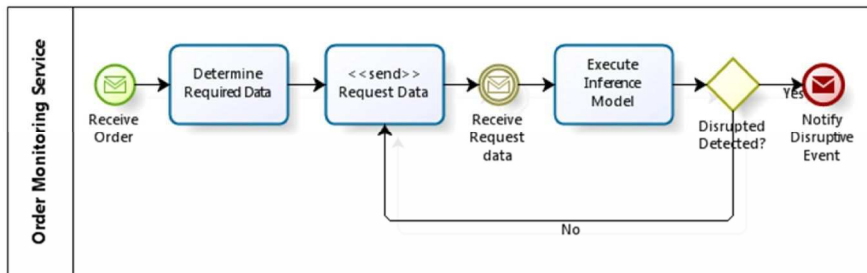 Order Monitoring Service
Receive
Order
Determine
Required Data
<<send>>
Request Data
Receive
Request
data
Execute
Inference
Model
Disrupted
Detected?
Yes
Notify
Disruptive
Event
No